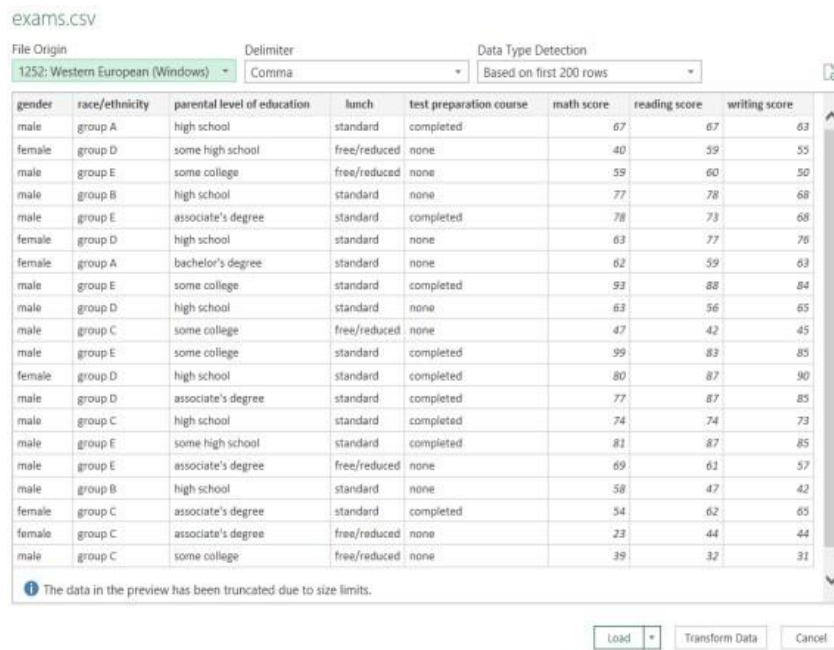 exams.csv
File Origin Delimiter Data Type Detection
1252: Western European (Windows) Comma Based on first 200 rows
gender race/ethnicity parental level of education lunch test preparation course math score reading score writing score
male group A high school standard completed 67 67 63
female group D some high school free/reduced none 40 59 55
male group E some college free/reduced none 59 60 50
male group B high school standard none 77 78 68
male group E associate's degree standard completed 78 73 68
female group D high school standard none 63 77 76
female group A bachelor's degree standard none 62 59 63
male group E some college standard completed 93 88 84
male group D high school standard none 63 56 65
male group C some college free/reduced none 47 42 45
male group E some college standard completed 99 83 85
female group D high school standard completed 80 87 90
male group D associate's degree standard completed 77 87 85
male group C high school standard completed 74 74 73
male group E some high school standard completed 81 87 85
male group E associate's degree free/reduced none 69 61 57
male group B high school standard none 58 47 42
female group C associate's degree standard completed 54 62 65
female group C associate's degree free/reduced none 23 44 44
male group C some college free/reduced none 39 32 31
The data in the preview has been truncated due to size limits.
Load Transform Data Cancel